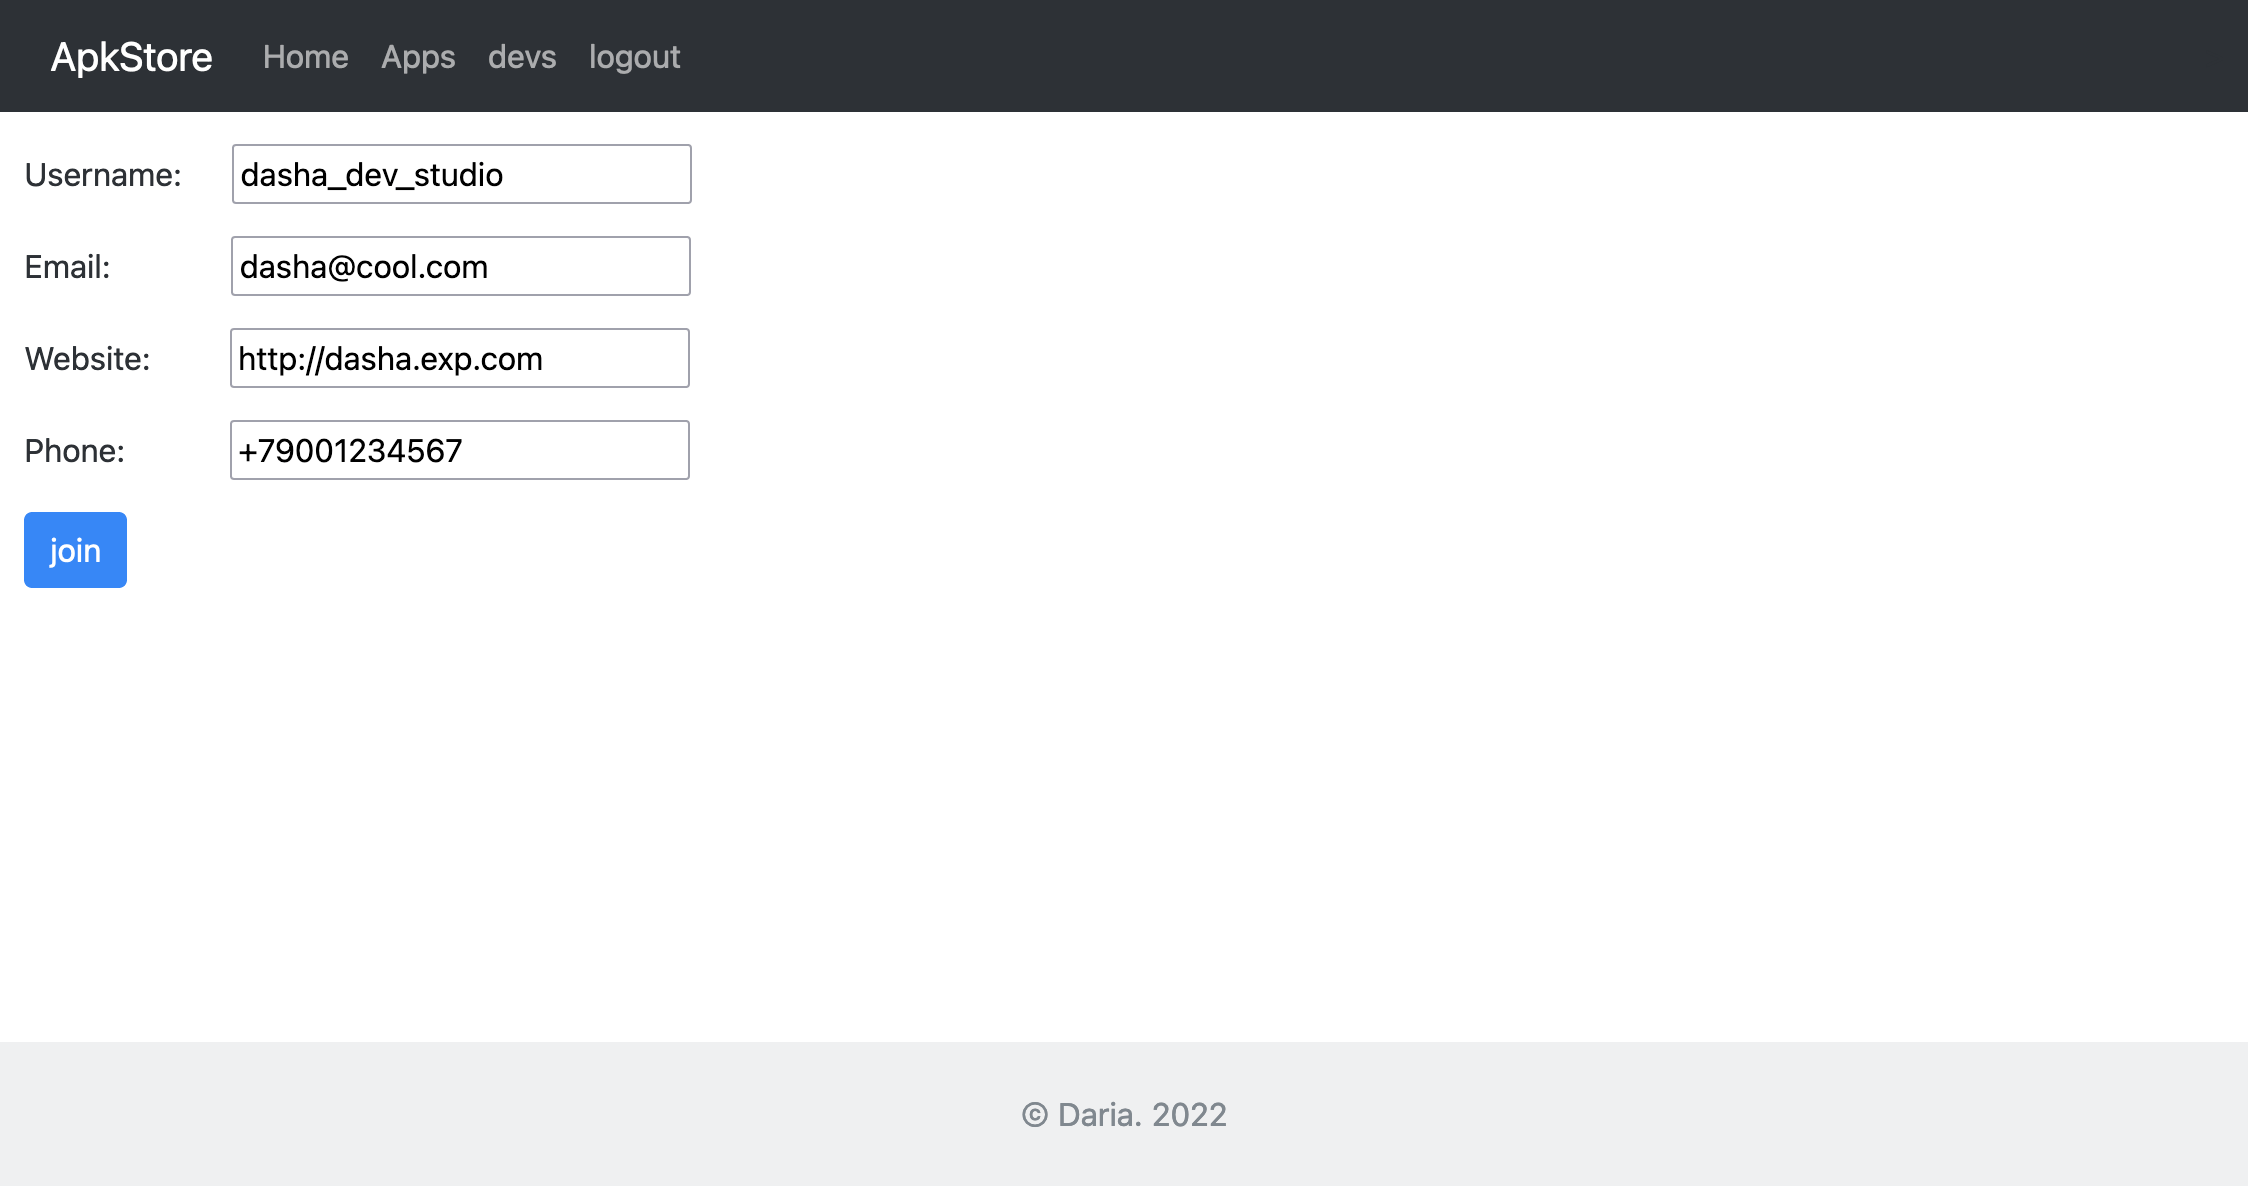 ApkStore Home Apps devs logout
Username: dasha_dev_studio
Email: dasha@cool.com
Website: http://dasha.exp.com
Phone: +79001234567
join
© Daria. 2022